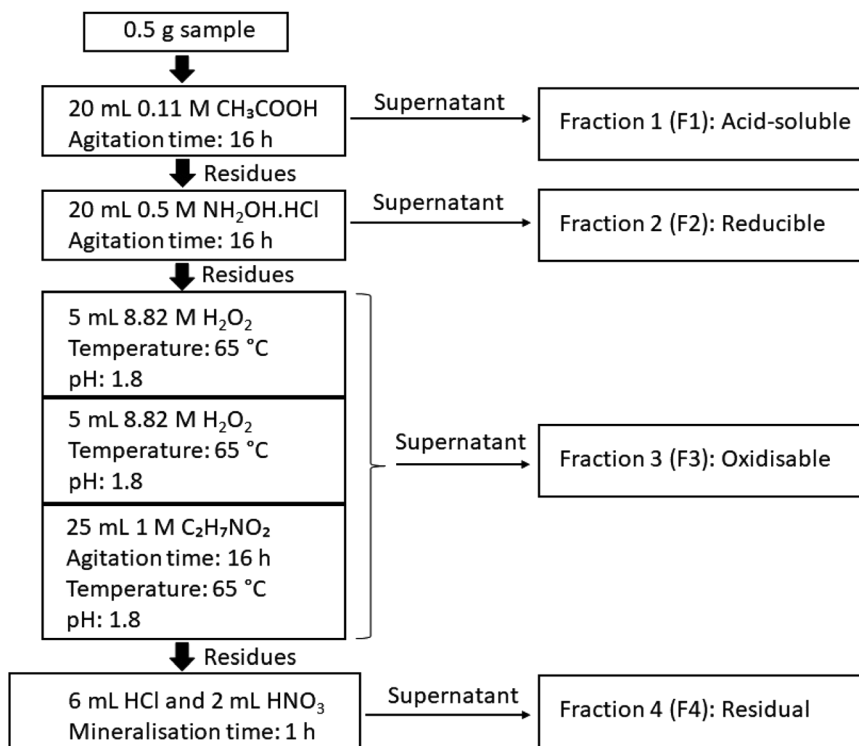 0.5 g sample
20 mL 0.11 M CH₃COOH
Agitation time: 16 h
Supernatant
Fraction 1 (F1): Acid-soluble
Residues
20 mL 0.5 M NH₂OH.HCl
Agitation time: 16 h
Supernatant
Fraction 2 (F2): Reducible
Residues
5 mL 8.82 M H₂O₂
Temperature: 65 °C
pH: 1.8
5 mL 8.82 M H₂O₂
Temperature: 65 °C
pH: 1.8
25 mL 1 M C₂H₇NO₂
Agitation time: 16 h
Temperature: 65 °C
pH: 1.8
Supernatant
Fraction 3 (F3): Oxidisable
Residues
6 mL HCl and 2 mL HNO₃
Mineralisation time: 1 h
Supernatant
Fraction 4 (F4): Residual